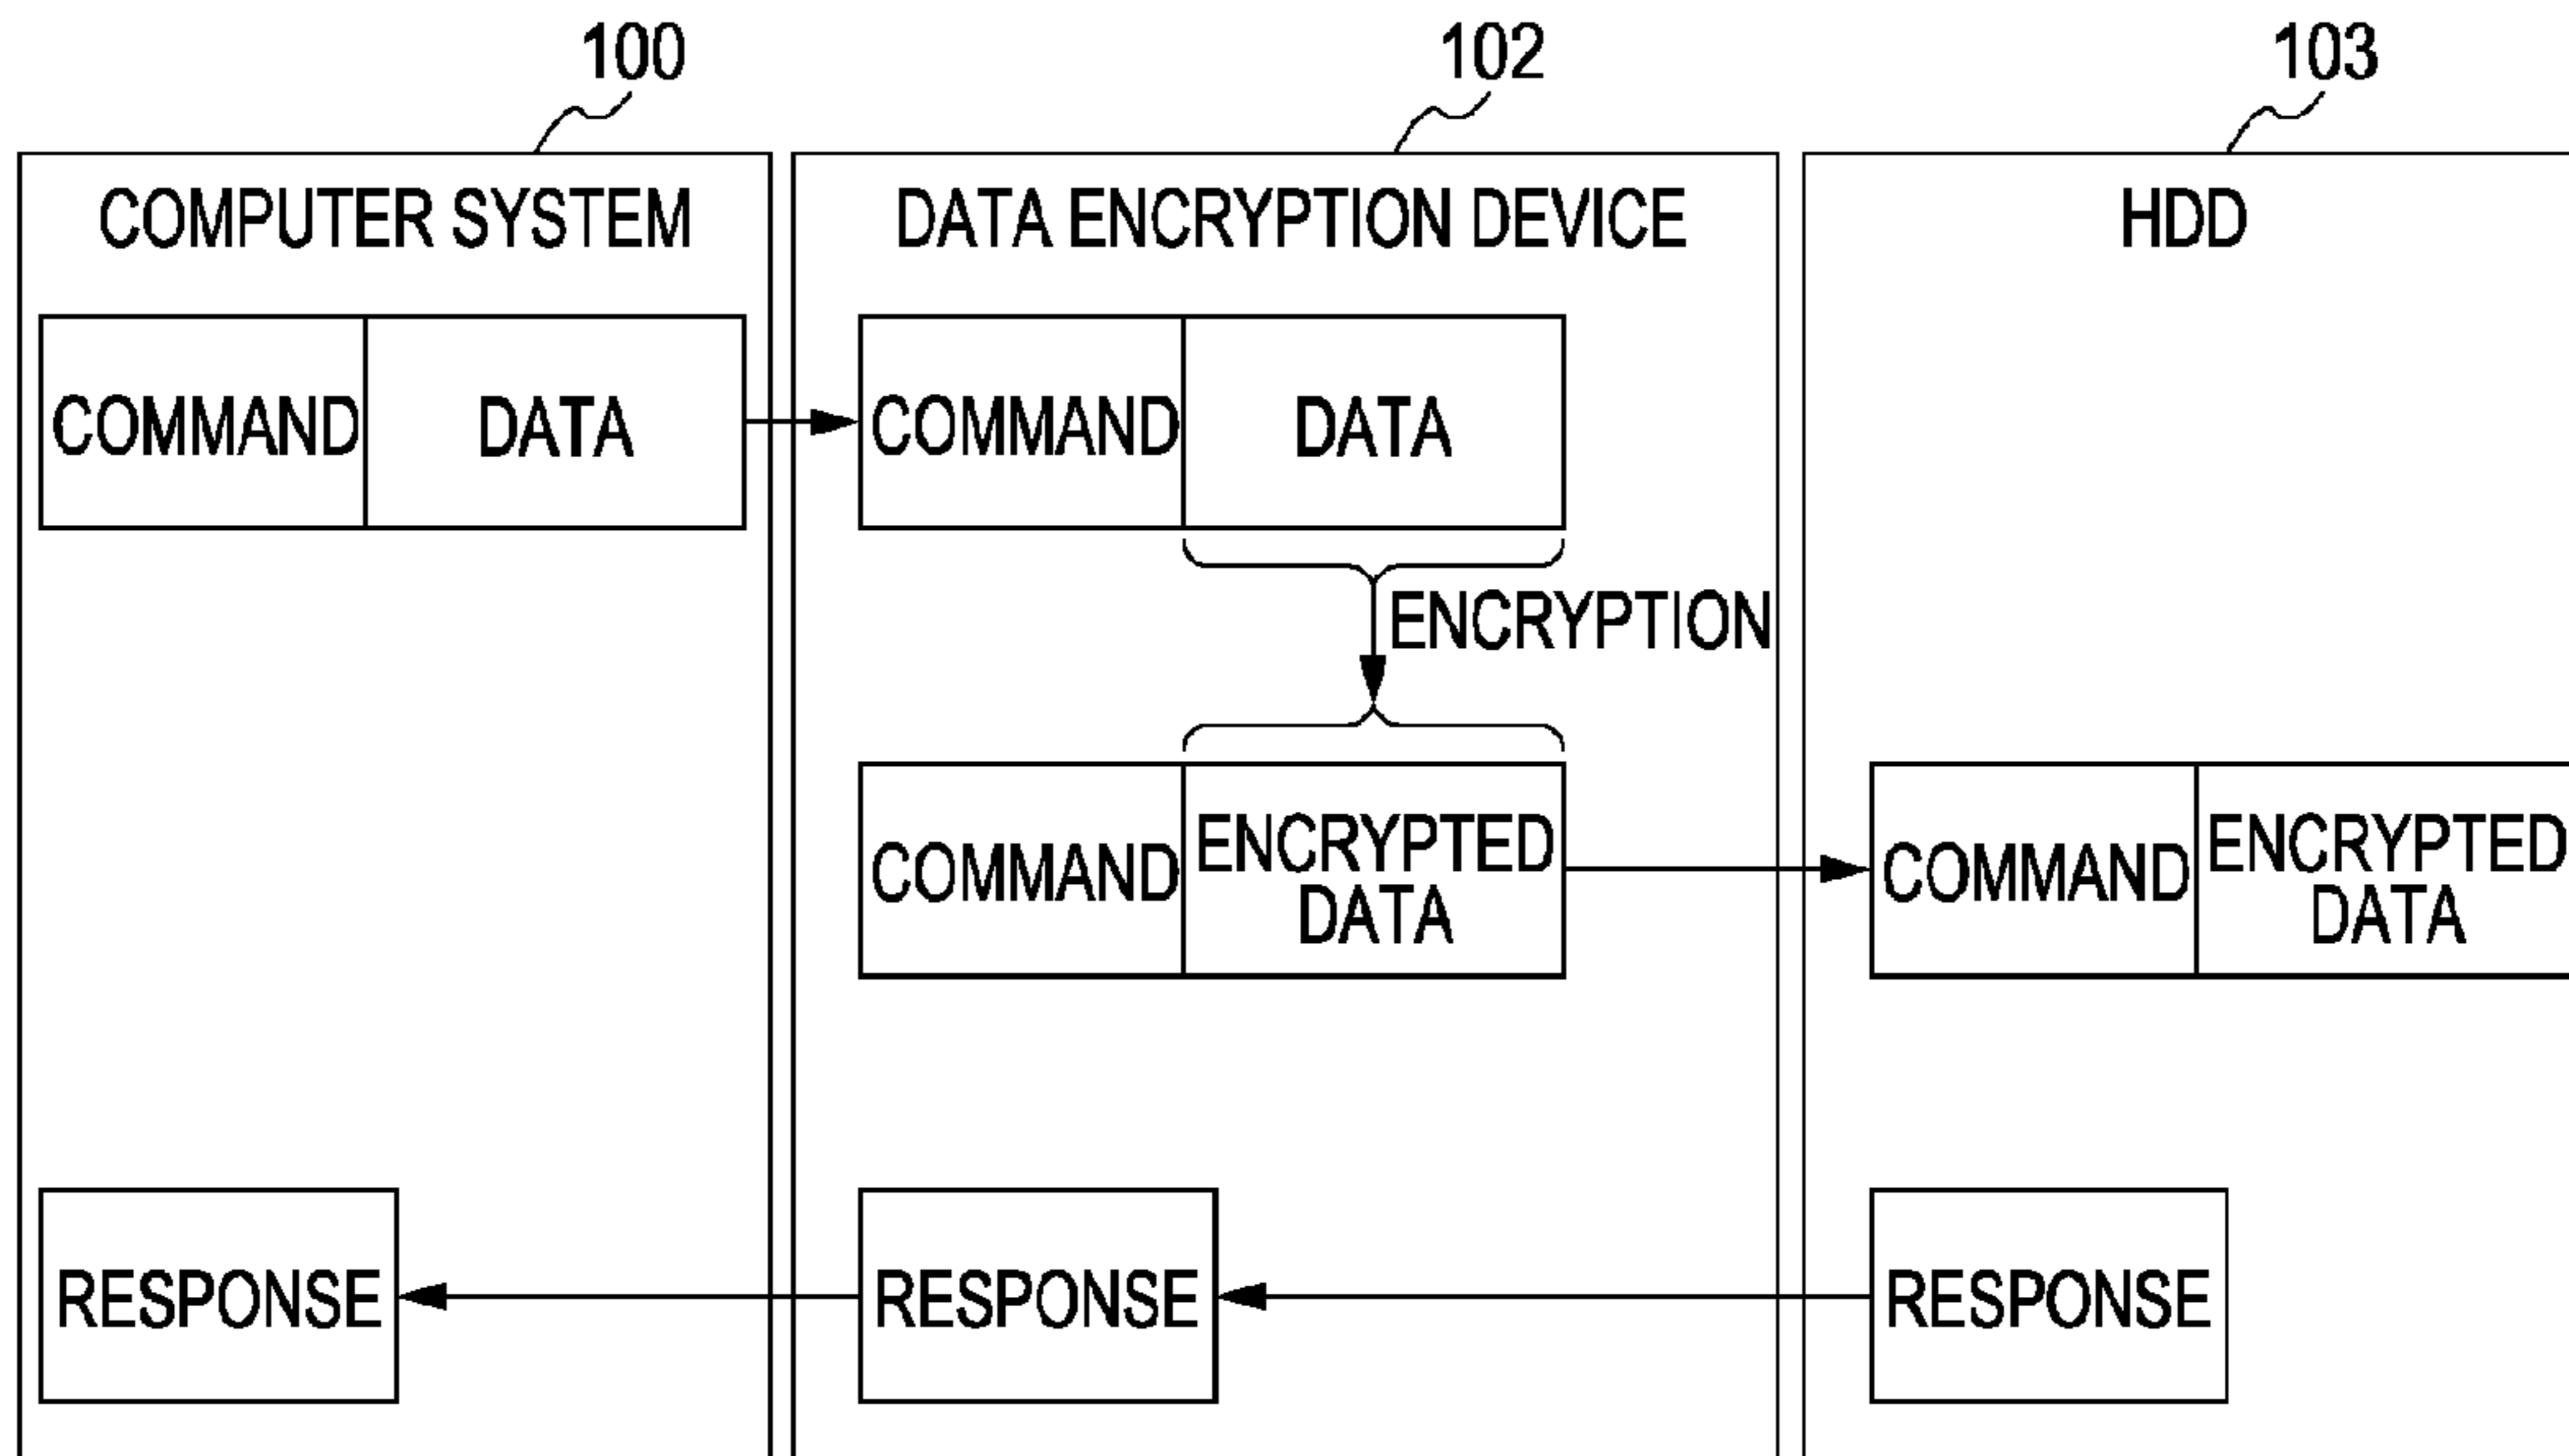 100
102
103
COMPUTER SYSTEM
DATA ENCRYPTION DEVICE
HDD
COMMAND
DATA
COMMAND
DATA
ENCRYPTION
COMMAND
ENCRYPTED
DATA
COMMAND
ENCRYPTED
DATA
RESPONSE
RESPONSE
RESPONSE